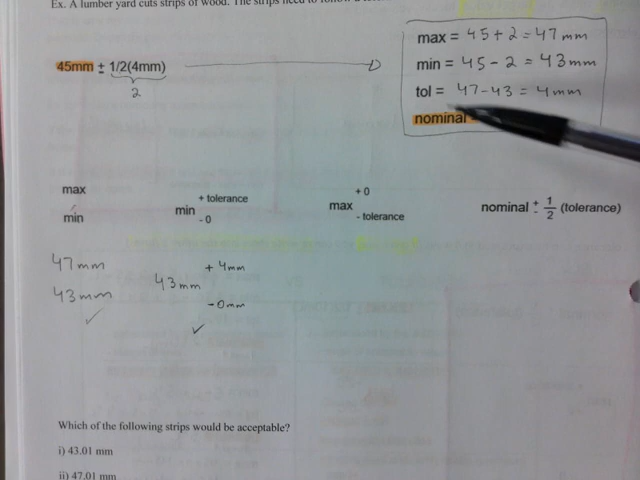 Ex. A lumber yard cuts strips of wood. The strips need to follow a
45mm ± 1/2(4mm)
2
max = 45 + 2 = 47 mm
min = 45 - 2 = 43 mm
tol = 47 - 43 = 4 mm
nominal =
max
min
min + tolerance
- 0
max + 0
- tolerance
nominal ± 1/2 (tolerance)
47 mm
43 mm
✓
43 mm + 4 mm
- 0 mm
✓
Which of the following strips would be acceptable?
i) 43.01 mm
ii) 47.01 mm